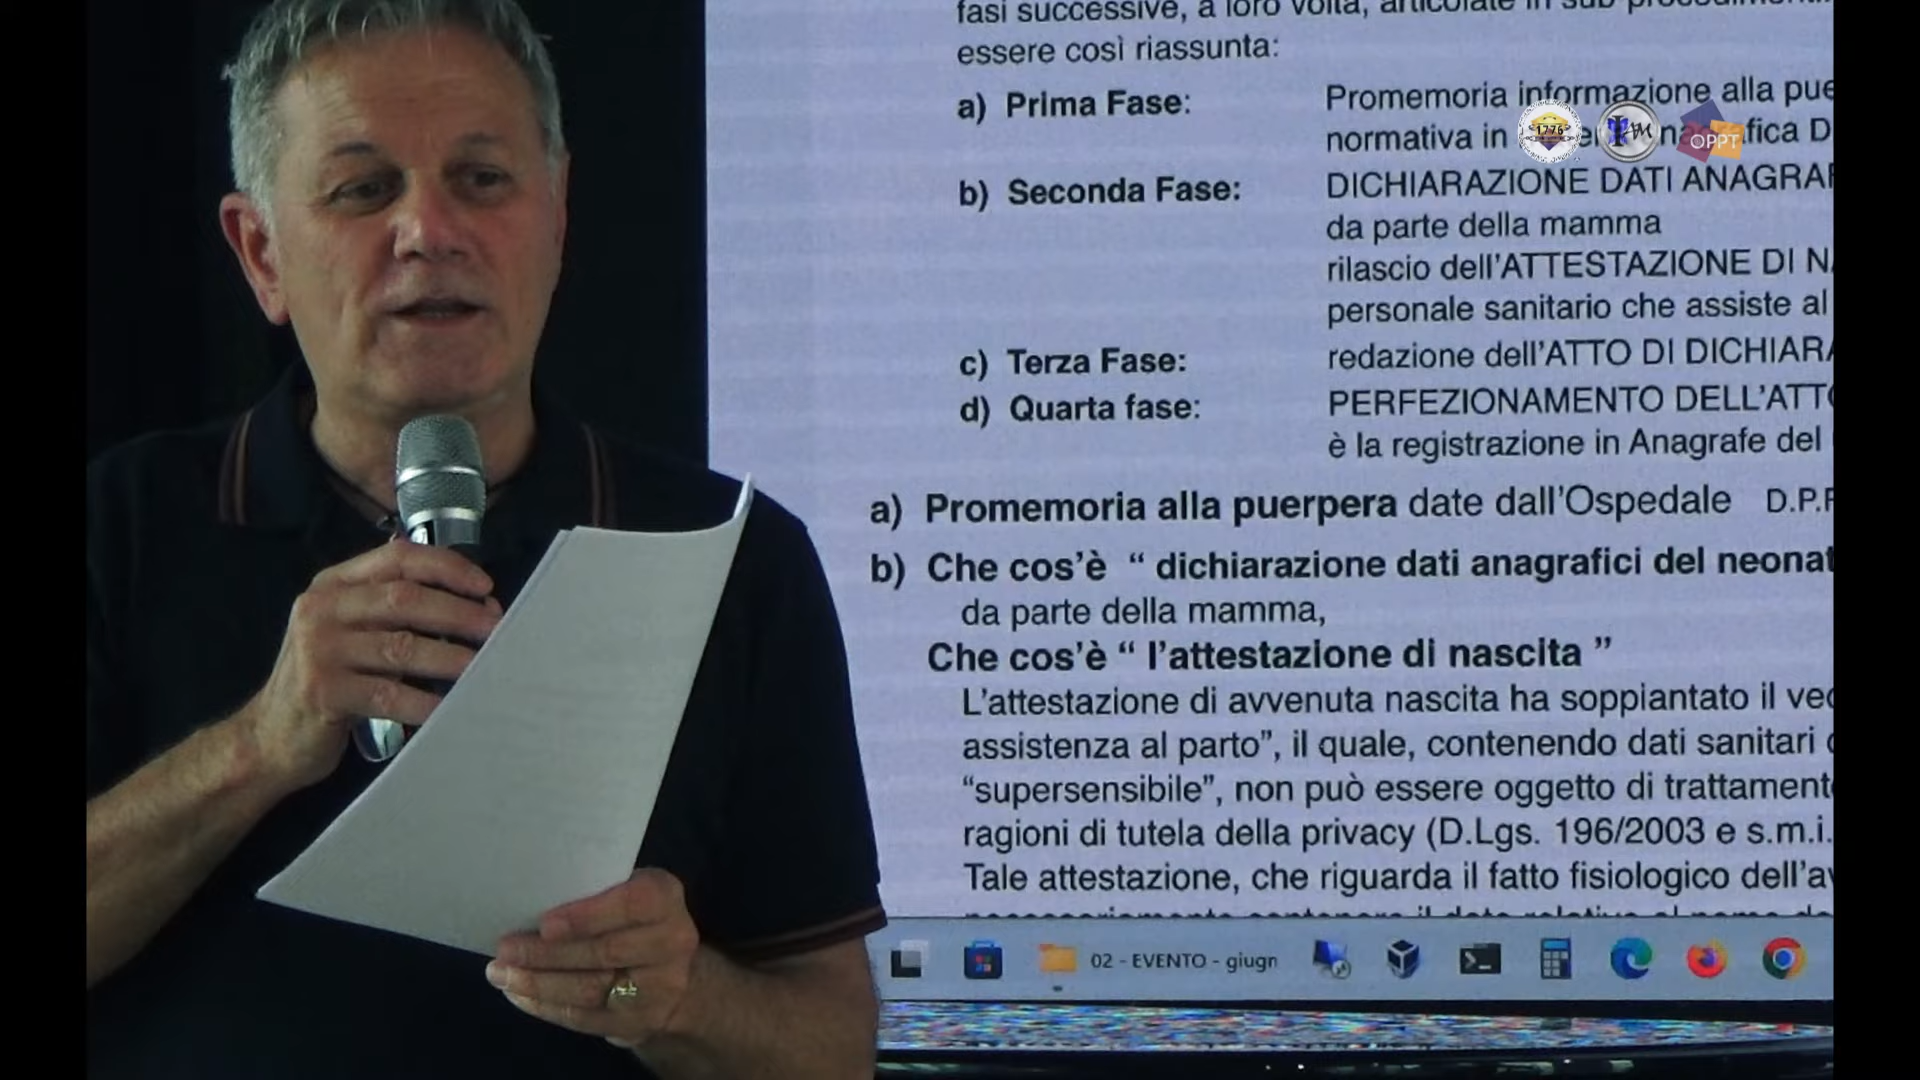 fasi successive, a loro volta, articolate in sub-procedimenti.
essere così riassunta:
a) Prima Fase: Promemoria informazione alla pue
normativa in fica D
b) Seconda Fase: DICHIARAZIONE DATI ANAGRAF
da parte della mamma
rilascio dell'ATTESTAZIONE DI NA
personale sanitario che assiste al
c) Terza Fase: redazione dell'ATTO DI DICHIARA
d) Quarta fase: PERFEZIONAMENTO DELL'ATTO
è la registrazione in Anagrafe del
a) Promemoria alla puerpera date dall'Ospedale D.P.R
b) Che cos'è “ dichiarazione dati anagrafici del neonat
da parte della mamma,
Che cos'è “ l'attestazione di nascita ”
L'attestazione di avvenuta nascita ha soppiantato il vec
assistenza al parto”, il quale, contenendo dati sanitari
“supersensibile”, non può essere oggetto di trattament
ragioni di tutela della privacy (D.Lgs. 196/2003 e s.m.i.
Tale attestazione, che riguarda il fatto fisiologico dell'av
1776
OPPT
02 - EVENTO - giugn